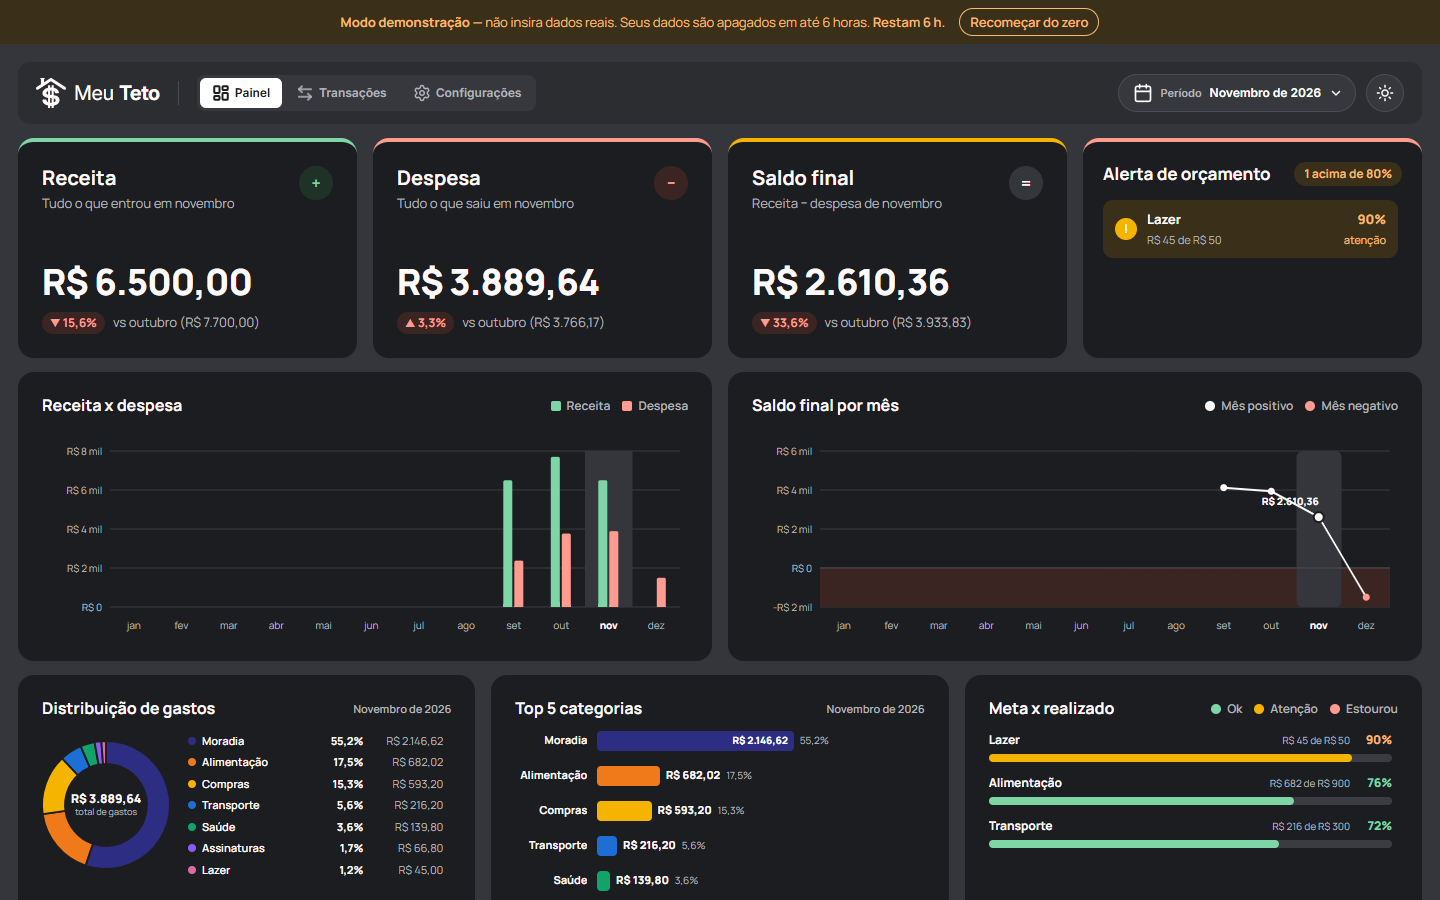 Modo demonstração — não insira dados reais. Seus dados são apagados em até 6 horas. Restam 6 h. Recomeçar do zero
Meu Teto
Painel
Transações
Configurações
Período Novembro de 2026
Receita
+
Tudo o que entrou em novembro
R$ 6.500,00
▼ 15,6% vs outubro (R$ 7.700,00)
Despesa
−
Tudo o que saiu em novembro
R$ 3.889,64
▲ 3,3% vs outubro (R$ 3.766,17)
Saldo final
=
Receita − despesa de novembro
R$ 2.610,36
▼ 33,6% vs outubro (R$ 3.933,83)
Alerta de orçamento 1 acima de 80%
! Lazer 90%
R$ 45 de R$ 50 atenção
Receita x despesa
Receita Despesa
R$ 8 mil
R$ 6 mil
R$ 4 mil
R$ 2 mil
R$ 0
jan fev mar abr mai jun jul ago set out nov dez
Saldo final por mês
Mês positivo Mês negativo
R$ 6 mil
R$ 4 mil
R$ 2 mil
R$ 0
-R$ 2 mil
R$ 2.610,36
jan fev mar abr mai jun jul ago set out nov dez
Distribuição de gastos Novembro de 2026
R$ 3.889,64
total de gastos
Moradia 55,2% R$ 2.146,62
Alimentação 17,5% R$ 682,02
Compras 15,3% R$ 593,20
Transporte 5,6% R$ 216,20
Saúde 3,6% R$ 139,80
Assinaturas 1,7% R$ 66,80
Lazer 1,2% R$ 45,00
Top 5 categorias Novembro de 2026
Moradia R$ 2.146,62 55,2%
Alimentação R$ 682,02 17,5%
Compras R$ 593,20 15,3%
Transporte R$ 216,20 5,6%
Saúde R$ 139,80 3,6%
Meta x realizado Ok Atenção Estourou
Lazer R$ 45 de R$ 50 90%
Alimentação R$ 682 de R$ 900 76%
Transporte R$ 216 de R$ 300 72%